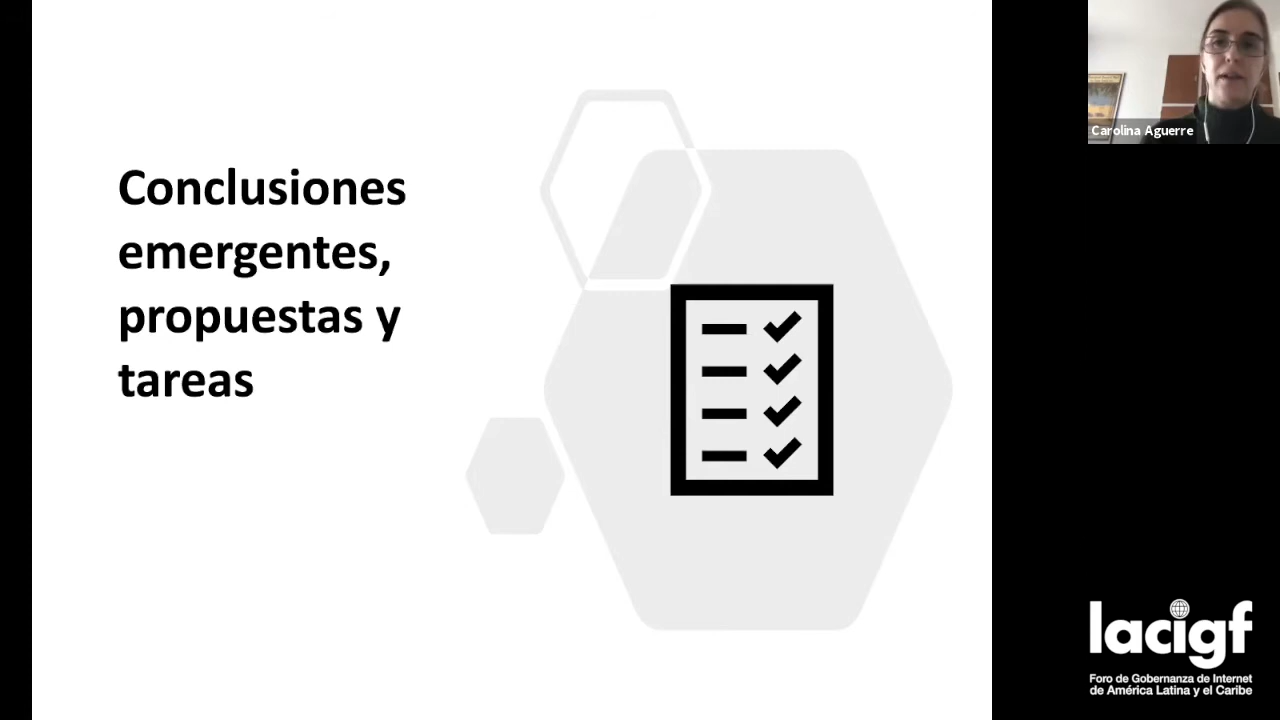 Conclusiones
emergentes,
propuestas y
tareas
Carolina Aguerre
lacigf
Foro de Gobernanza de Internet
de América Latina y el Caribe